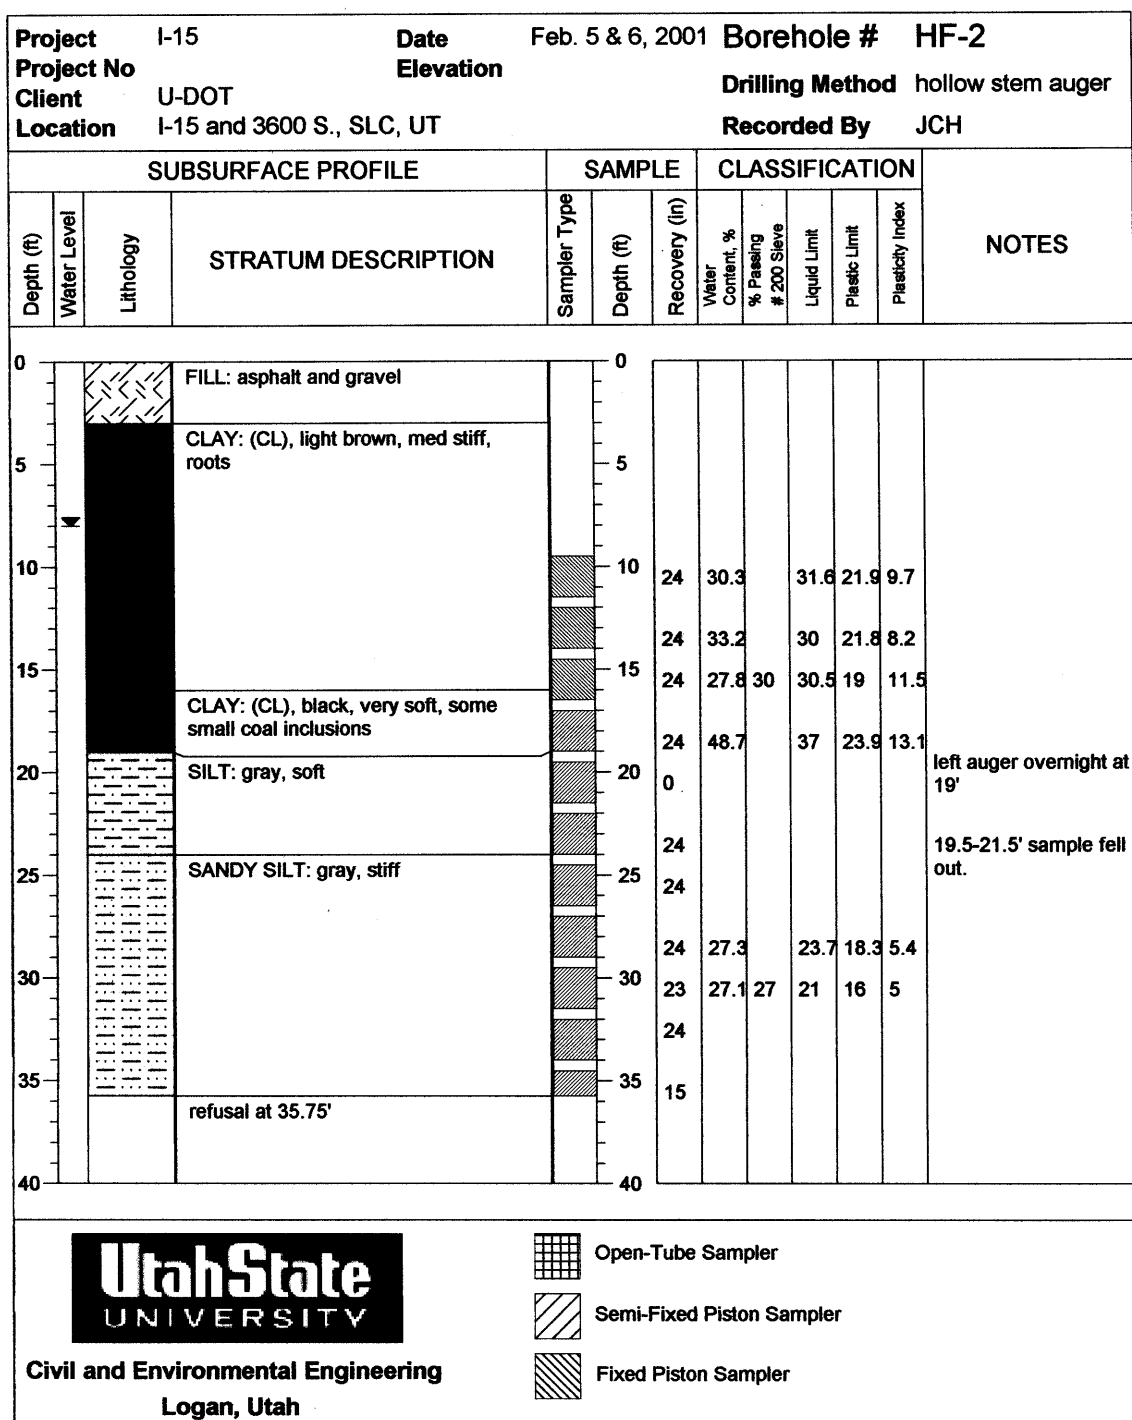 Project I-15 Date Feb. 5 & 6, 2001 Borehole # HF-2
Project No Elevation
Drilling Method hollow stem auger
Client U-DOT
Location I-15 and 3600 S., SLC, UT Recorded By JCH
SUBSURFACE PROFILE SAMPLE CLASSIFICATION
Depth (ft)
Water Level
Lithology
STRATUM DESCRIPTION
Sampler Type
Depth (ft)
Recovery (in)
Water
Content, %
% Passing
# 200 Sieve
Liquid Limit
Plastic Limit
Plasticity Index
NOTES
0 FILL: asphalt and gravel 0
CLAY: (CL), light brown, med stiff,
roots
5 5
10 10
24 30.3 31.6 21.9 9.7
24 33.2 30 21.8 8.2
15 15
24 27.8 30 30.5 19 11.5
CLAY: (CL), black, very soft, some
small coal inclusions
24 48.7 37 23.9 13.1
left auger overnight at
19'
20 SILT: gray, soft 20
0
24
19.5-21.5' sample fell
out.
SANDY SILT: gray, stiff
25 25
24
24 27.3 23.7 18.3 5.4
30 30
23 27.1 27 21 16 5
24
35 35
15
refusal at 35.75'
40 40
UtahState
UNIVERSITY
Civil and Environmental Engineering
Logan, Utah
Open-Tube Sampler
Semi-Fixed Piston Sampler
Fixed Piston Sampler